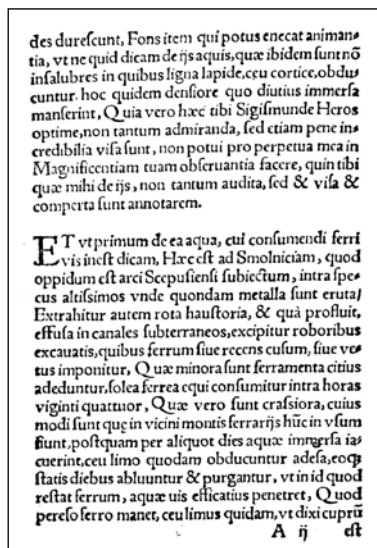 des durescunt, Fons item qui potus enecat animan-
tia, vt ne quid dicam de ijs aquis, quæ ibidem sunt nō
insalubres in quibus ligna lapide, ceu cortice, obdu-
cuntur. hoc quidem densiore quo diutius immersa
manserint, Quia vero hæc tibi Sigismunde Heros
optime, non tantum admiranda, sed etiam pene in-
credibilia visa sunt, non potui pro perpetua mea in
Magnificentiam tuam obseruantia facere, quin tibi
quæ mihi de ijs, non tantum audita, sed & visa &
comperta sunt annotarem.
ET vt primum de ea aqua, cui consumendi ferri
vis inest dicam, Hæc est ad Smolniciam, quod
oppidum est arci Scepusiensi subiectum, intra spe-
cus altissimos vnde quondam metalla sunt eruta/
Extrahitur autem rota haustoria, & quà profluit,
effusa in canales subterraneos, excipitur roboribus
excauatis, quibus ferrum siue recens cusum, siue ve-
tus imponitur, Quæ minora sunt ferramenta citius
adeduntur, solea ferrea equi consumitur intra horas
viginti quattuor, Quæ vero sunt crassiora, cuius
modi sunt que in vicini montis ferrarijs hūc in vsum
fiunt, postquam per aliquot dies aquæ immersa ia-
cuerint, ceu limo quodam obducuntur adesa, eoqꝫ
statis diebus abluuntur & purgantur, vt in id quod
restat ferrum, aquæ uis efficatius penetret, Quod
pereso ferro manet, ceu limus quidam, vt dixi cuprū
A ij est